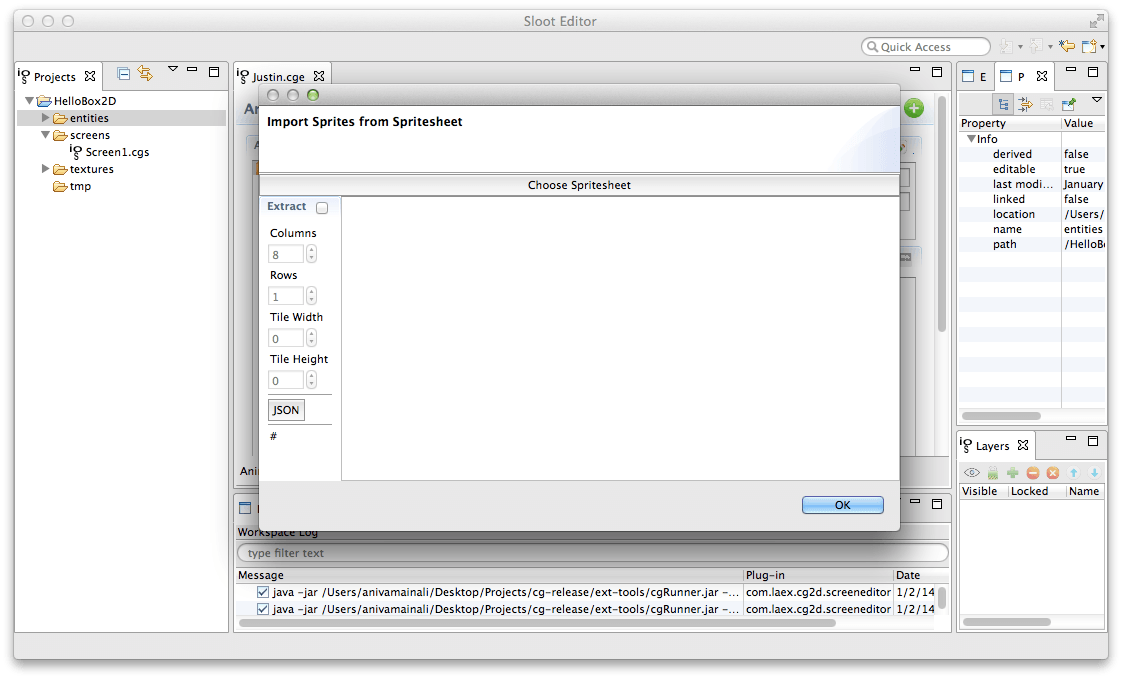 Sloot Editor
Quick Access
Projects
HelloBox2D
entities
screens
Screen1.cgs
textures
tmp
Justin.cge
Import Sprites from Spritesheet
Choose Spritesheet
Extract
Columns
8
Rows
1
Tile Width
0
Tile Height
0
JSON
#
OK
Workspace Log
type filter text
Message Plug-in Date
java -jar /Users/anivamainali/Desktop/Projects/cg-release/ext-tools/cgRunner.jar -... com.laex.cg2d.screeneditor 1/2/14
java -jar /Users/anivamainali/Desktop/Projects/cg-release/ext-tools/cgRunner.jar -... com.laex.cg2d.screeneditor 1/2/14
E P
Property Value
Info
derived false
editable true
last modi... January
linked false
location /Users/
name entities
path /HelloBo
Layers
Visible Locked Name